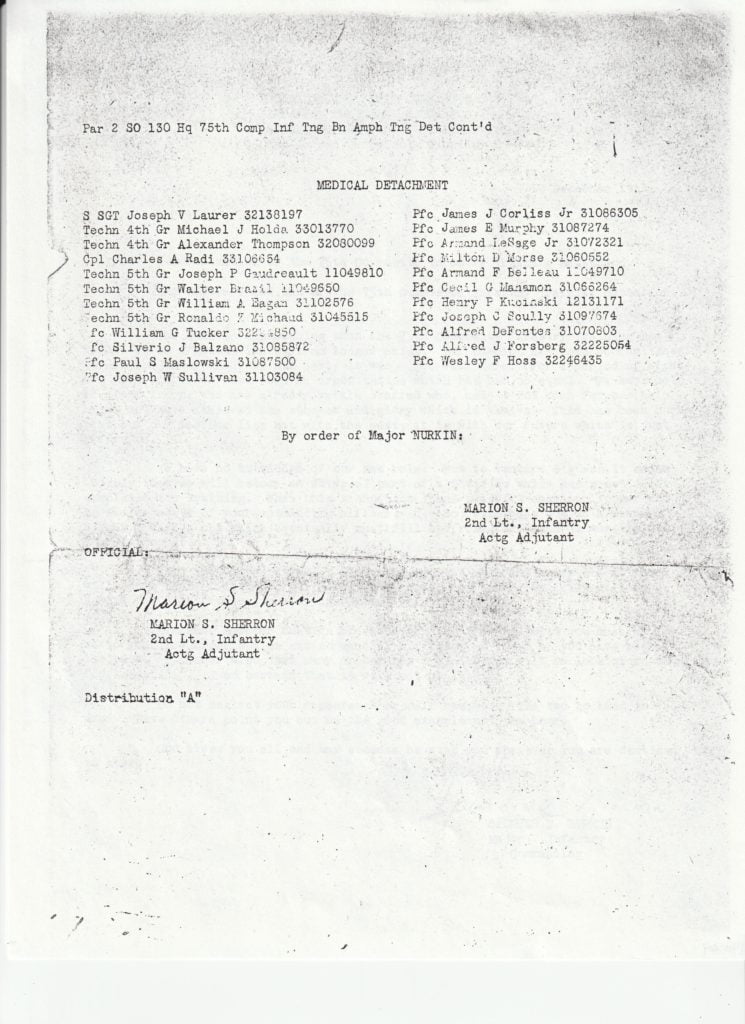 Par 2 SO 130 Hq 75th Comp Inf Tng Bn Amph Tng Det Cont'd
MEDICAL DETACHMENT
S SGT Joseph V Laurer 32138197
Techn 4th Gr Michael J Holda 33013770
Techn 4th Gr Alexander Thompson 32080099
Cpl Charles A Radi 33106654
Techn 5th Gr Joseph P Gaudreault 11049810
Techn 5th Gr Walter Brazil 11049650
Techn 5th Gr William A Eagan 31102576
Techn 5th Gr Ronaldo Michaud 31045515
Pfc William G Tucker
Pfc Silverio J Balzano 31085872
Pfc Paul S Maslowski 31087500
Pfc Joseph W Sullivan 31103084
Pfc James J Corliss Jr 31086305
Pfc James E Murphy 31087274
Pfc Armand LeSage Jr 31072321
Pfc Milton D Morse 31060552
Pfc Armand F Belleau 11049710
Pfc Cecil G Manamon 31066264
Pfc Henry P Kucinski 12131171
Pfc Joseph C Scully 31097674
Pfc Alfred DeFontes 31070803
Pfc Alfred J Forsberg 32225054
Pfc Wesley F Hoss 32246435
By order of Major NURKIN:
MARION S. SHERRON
2nd Lt., Infantry
Actg Adjutant
OFFICIAL:
Marion S Sherron
MARION S. SHERRON
2nd Lt., Infantry
Actg Adjutant
Distribution "A"